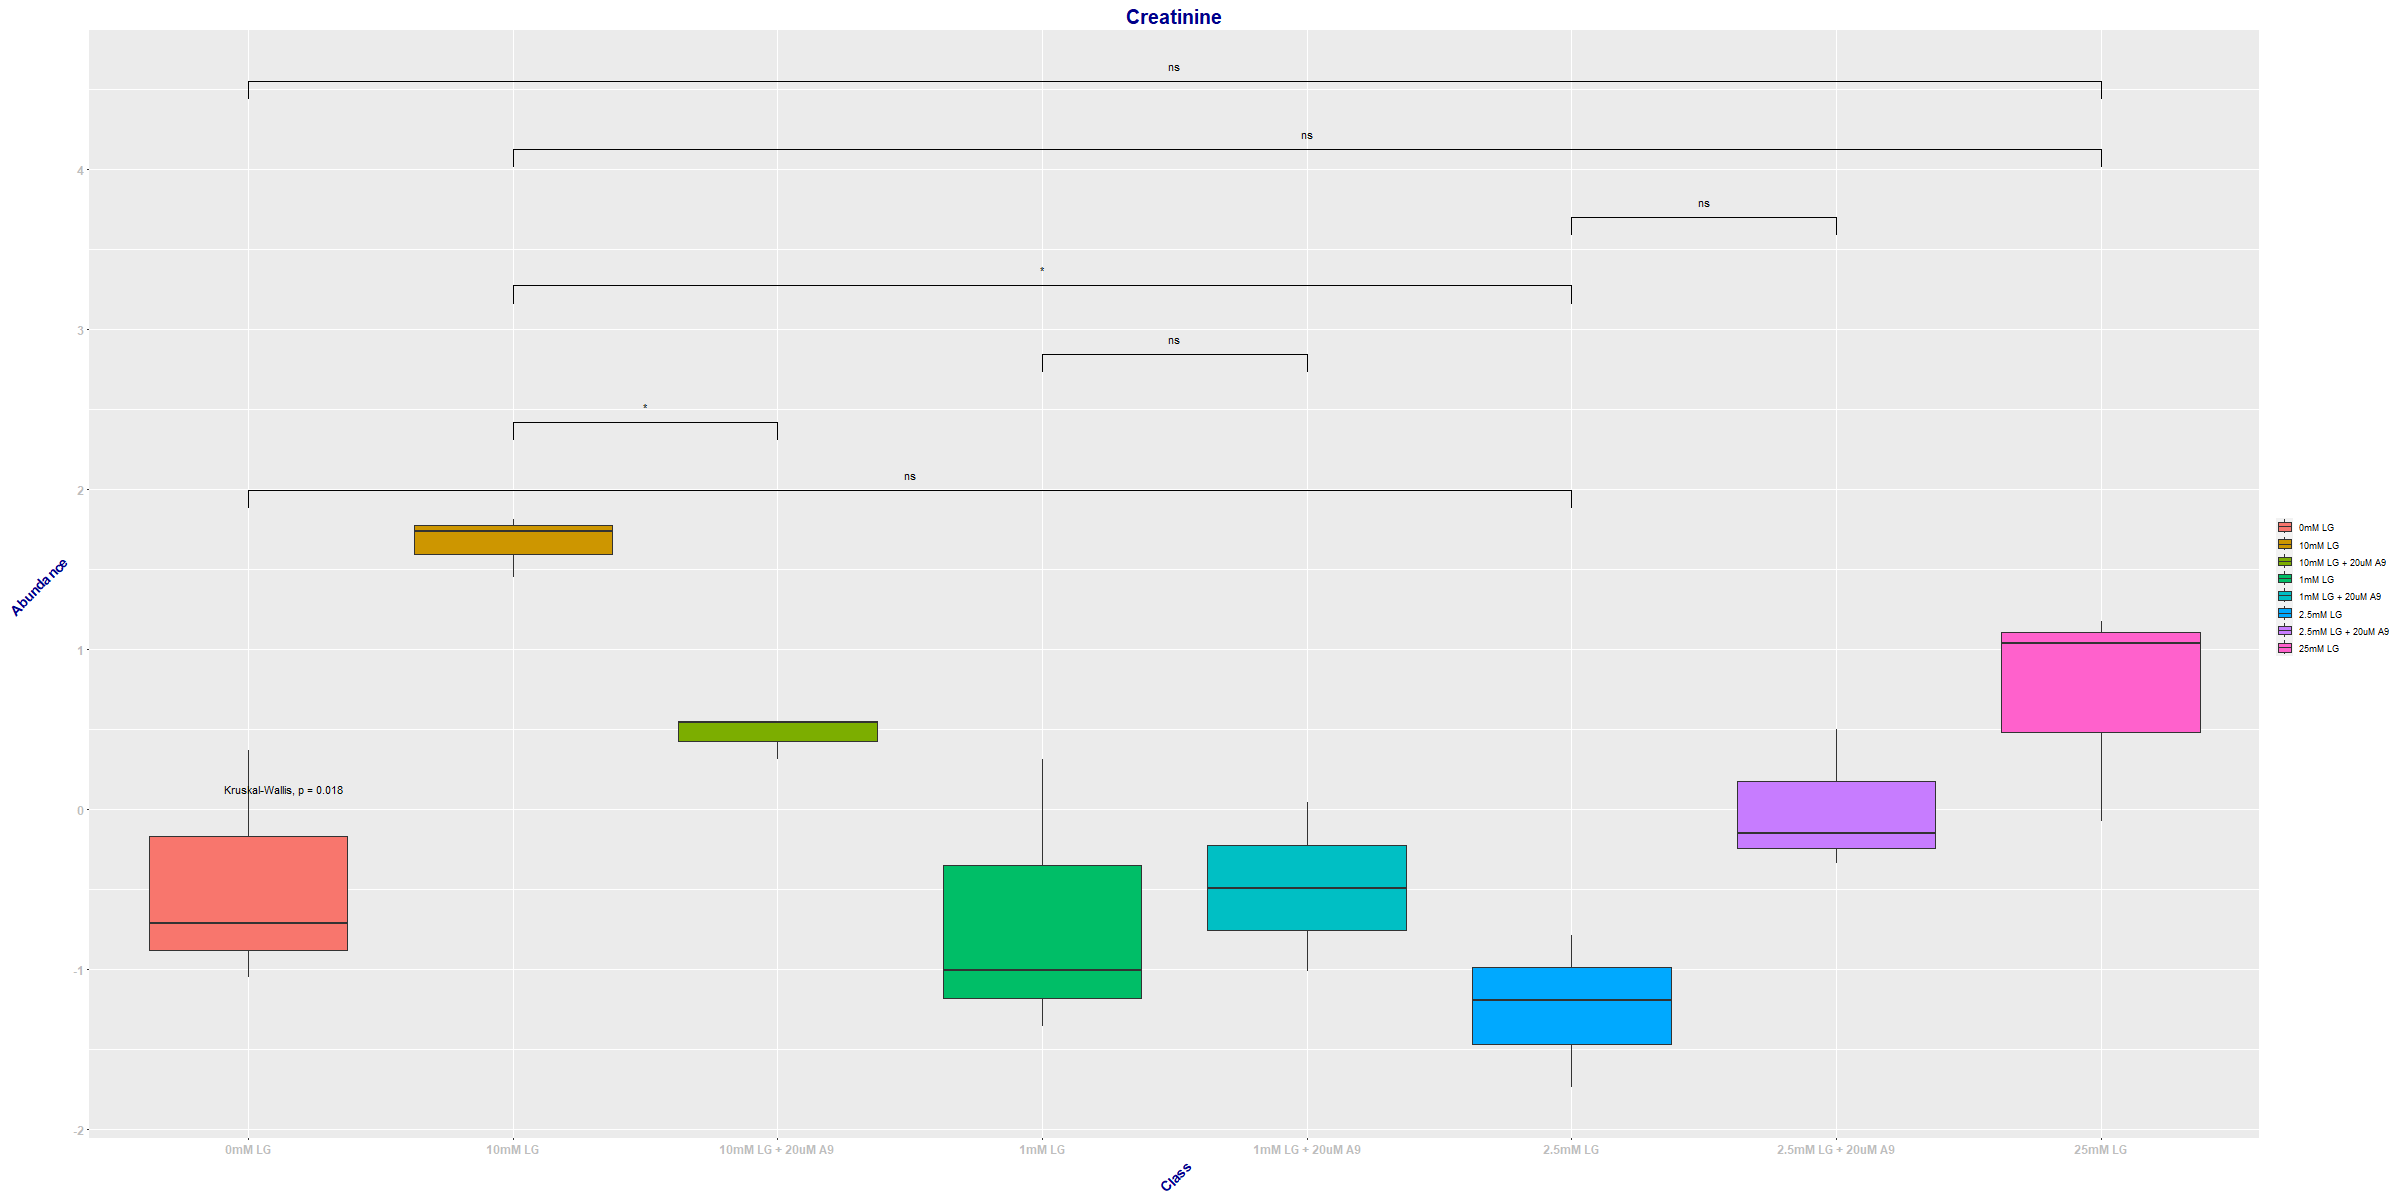 Creatinine
ns
ns
4
ns
*
3
ns
*
ns
2
Abundance
1
Kruskal-Wallis, p = 0.018
0
-1
-2
0mM LG
10mM LG
10mM LG + 20uM A9
1mM LG
1mM LG + 20uM A9
2.5mM LG
2.5mM LG + 20uM A9
25mM LG
Class
0mM LG
10mM LG
10mM LG + 20uM A9
1mM LG
1mM LG + 20uM A9
2.5mM LG
2.5mM LG + 20uM A9
25mM LG